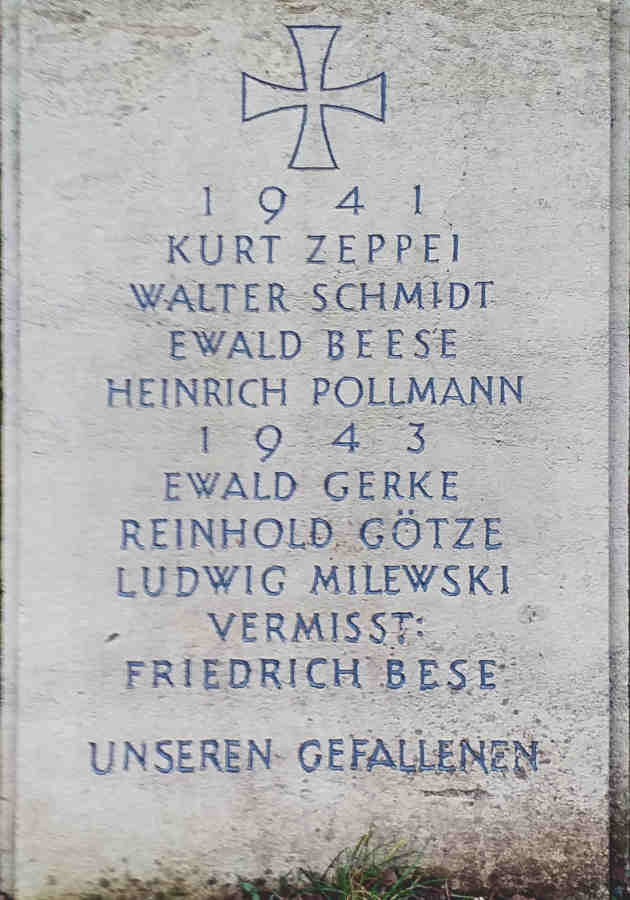 1941
KURT ZEPPEI
WALTER SCHMIDT
EWALD BEESE
HEINRICH POLLMANN
1943
EWALD GERKE
REINHOLD GÖTZE
LUDWIG MILEWSKI
VERMISST:
FRIEDRICH BESE
UNSEREN GEFALLENEN